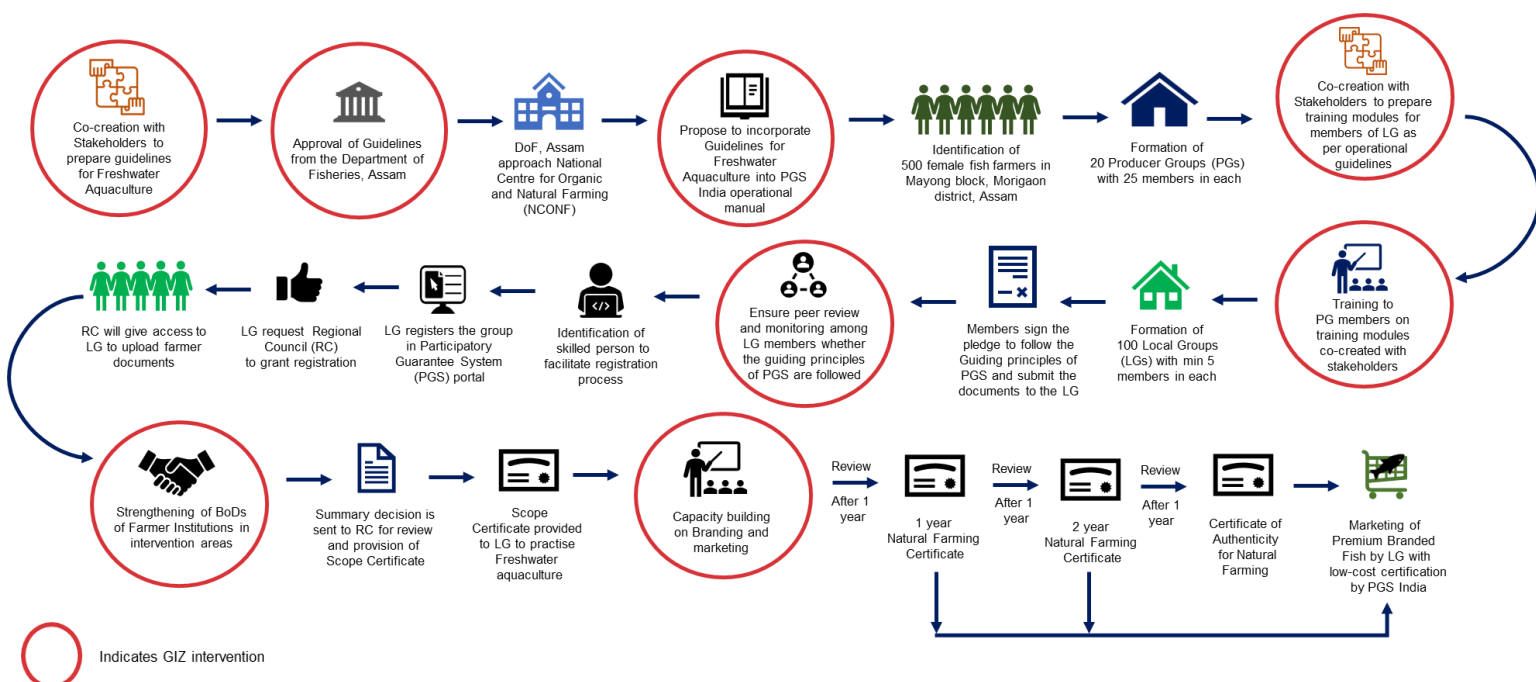 Co-creation with
Stakeholders to
prepare guidelines
for Freshwater
Aquaculture
Approval of Guidelines
from the Department of
Fisheries, Assam
DoF, Assam
approach National
Centre for Organic
and Natural Farming
(NCONF)
Propose to incorporate
Guidelines for
Freshwater
Aquaculture into PGS
India operational
manual
Identification of
500 female fish farmers in
Mayong block, Morigaon
district, Assam
Formation of
20 Producer Groups (PGs)
with 25 members in each
Co-creation with
Stakeholders to prepare
training modules for
members of LG as
per operational
guidelines
Training to
PG members on
training modules
co-created with
stakeholders
Formation of
100 Local Groups
(LGs) with min 5
members in each
Members sign the
pledge to follow the
Guiding principles of
PGS and submit the
documents to the LG
Ensure peer review
and monitoring among
LG members whether
the guiding principles
of PGS are followed
Identification of
skilled person to
facilitate registration
process
LG registers the group
in Participatory
Guarantee System
(PGS) portal
LG request Regional
Council (RC)
to grant registration
RC will give access to
LG to upload farmer
documents
Strengthening of BoDs
of Farmer Institutions in
intervention areas
Summary decision is
sent to RC for review
and provision of
Scope Certificate
Scope
Certificate provided
to LG to practise
Freshwater
aquaculture
Capacity building
on Branding and
marketing
Review
After 1
year
1 year
Natural Farming
Certificate
Review
After 1
year
2 year
Natural Farming
Certificate
Review
After 1
year
Certificate of
Authenticity
for Natural
Farming
Marketing of
Premium Branded
Fish by LG with
low-cost certification
by PGS India
Indicates GIZ intervention